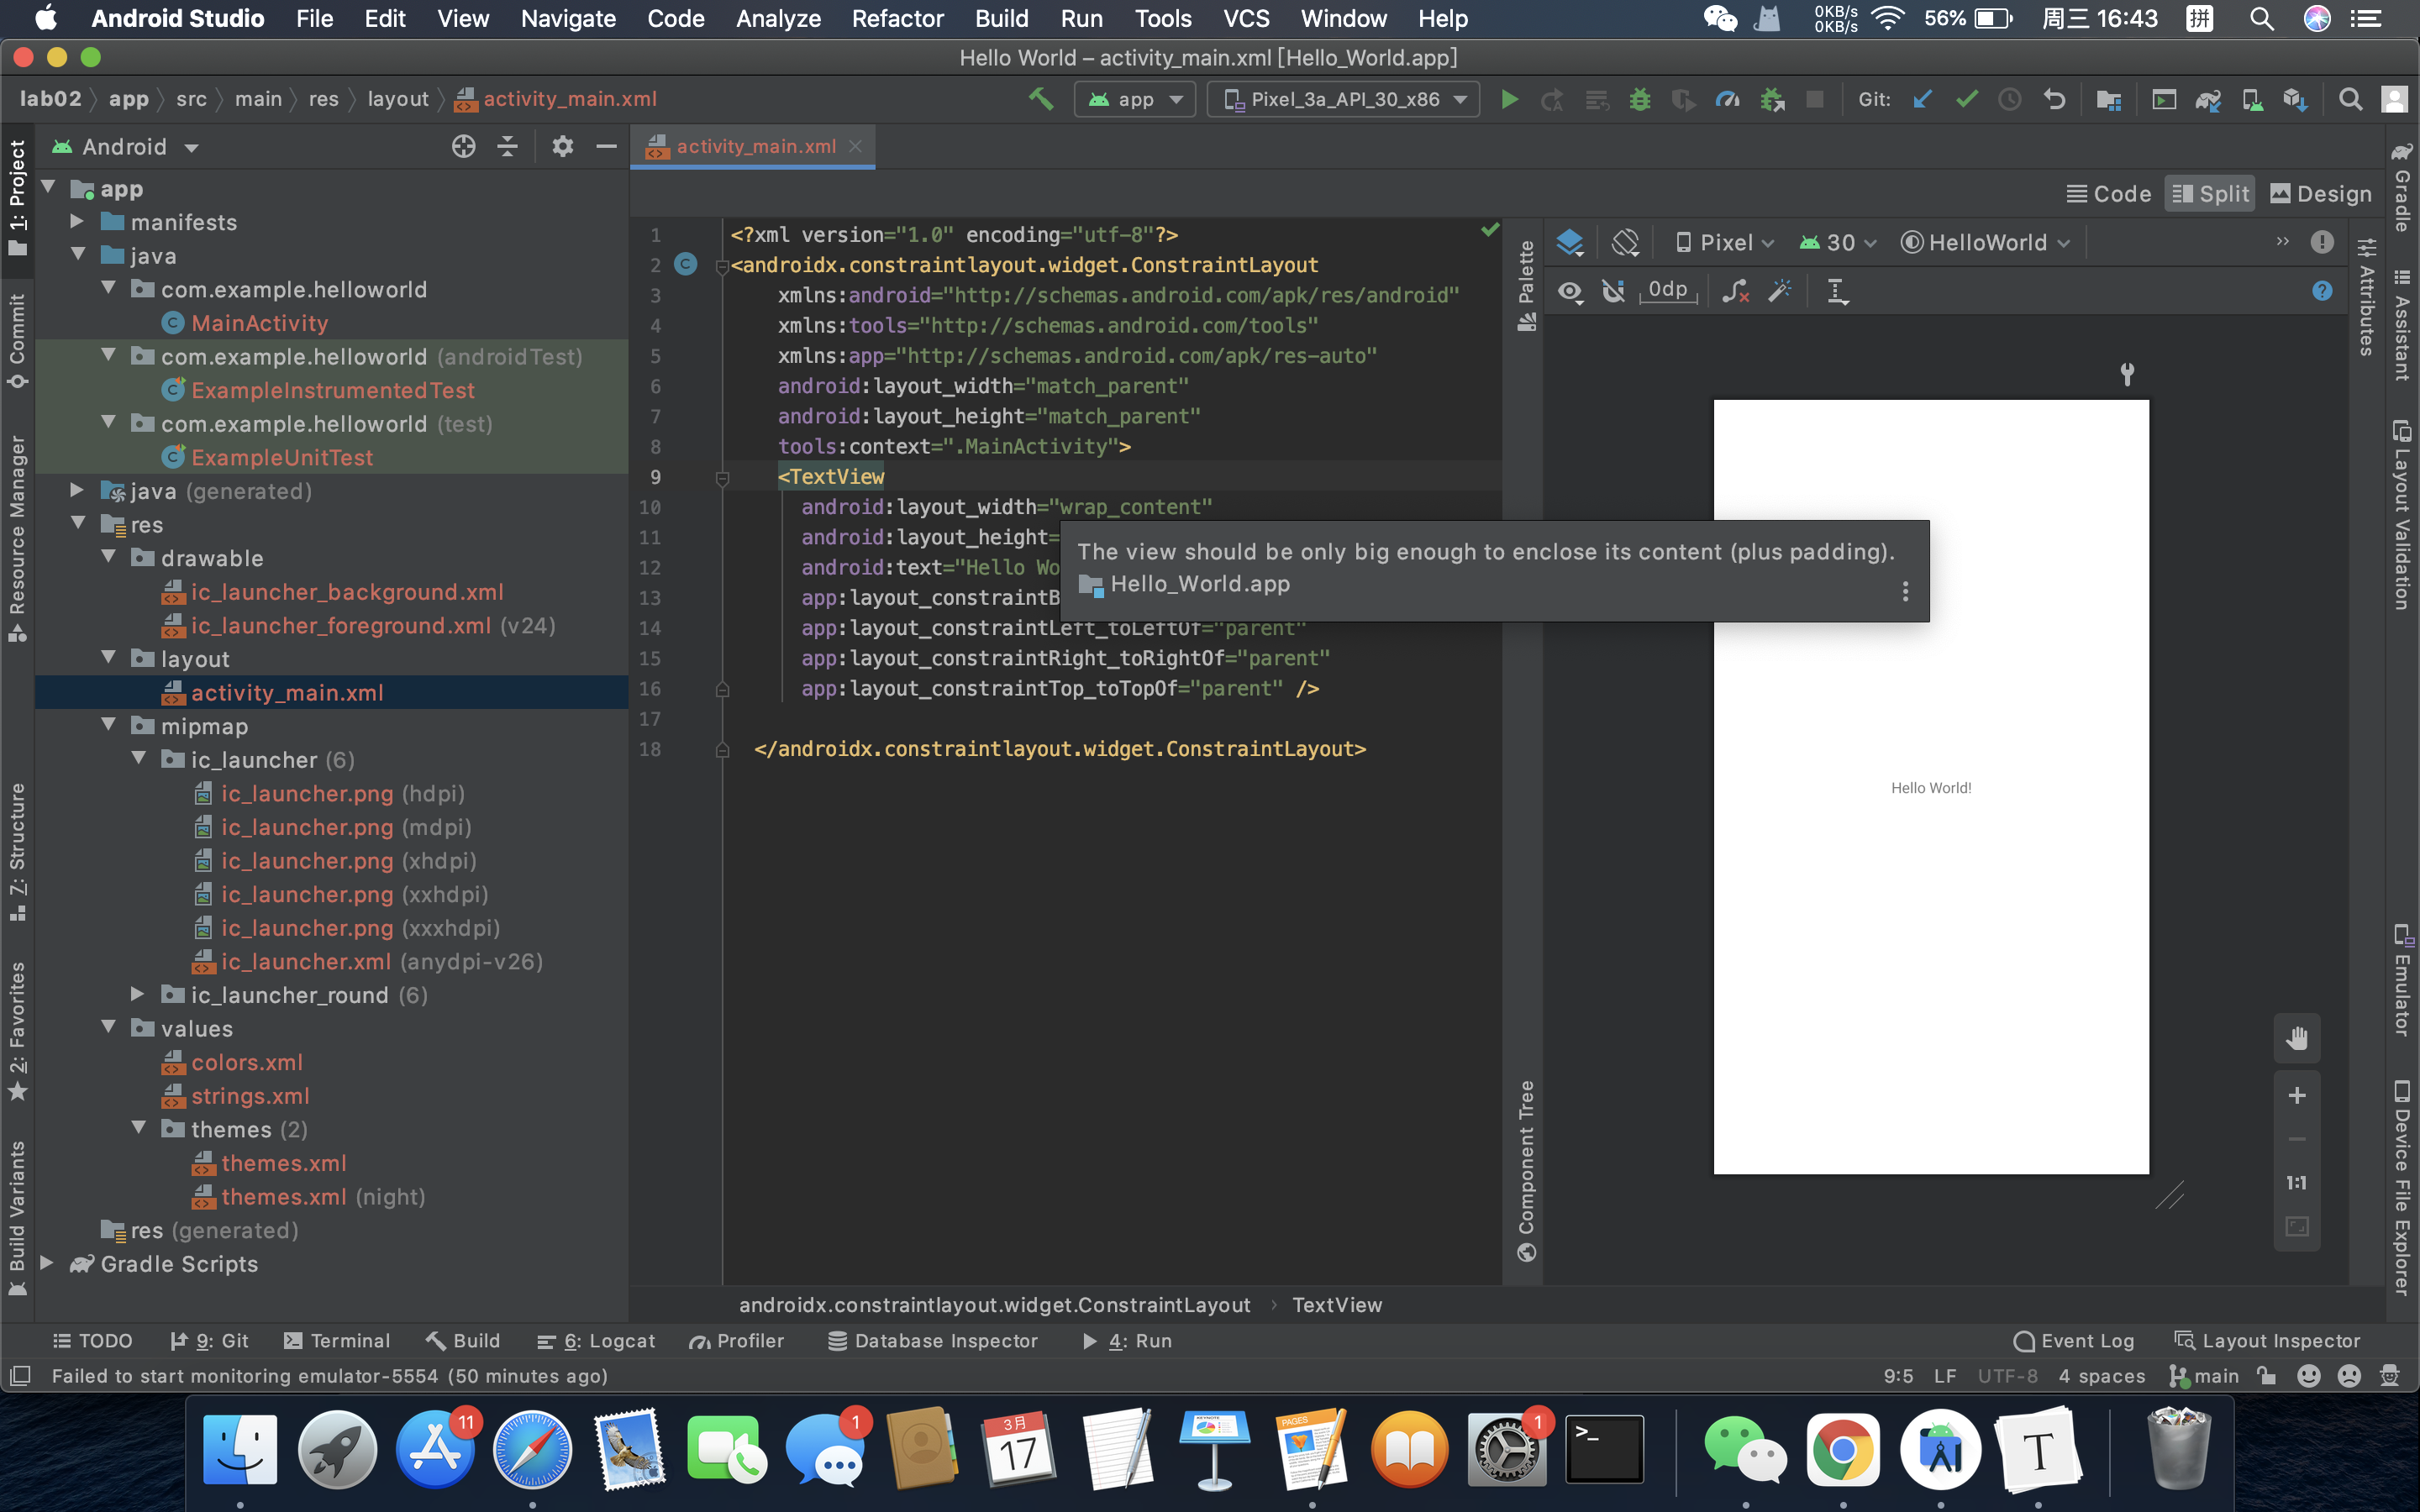 Android Studio File Edit View Navigate Code Analyze Refactor Build Run Tools VCS Window Help 0KB/s 0KB/s 56% 周三 16:43 拼
Hello World – activity_main.xml [Hello_World.app]
lab02 app src main res layout activity_main.xml app Pixel_3a_API_30_x86 Git:
1: Project
Commit
Resource Manager
7: Structure
2: Favorites
Build Variants
Android
app
manifests
java
com.example.helloworld
MainActivity
com.example.helloworld (androidTest)
ExampleInstrumentedTest
com.example.helloworld (test)
ExampleUnitTest
java (generated)
res
drawable
ic_launcher_background.xml
ic_launcher_foreground.xml (v24)
layout
activity_main.xml
mipmap
ic_launcher (6)
ic_launcher.png (hdpi)
ic_launcher.png (mdpi)
ic_launcher.png (xhdpi)
ic_launcher.png (xxhdpi)
ic_launcher.png (xxxhdpi)
ic_launcher.xml (anydpi-v26)
ic_launcher_round (6)
values
colors.xml
strings.xml
themes (2)
themes.xml
themes.xml (night)
res (generated)
Gradle Scripts
activity_main.xml
Code Split Design
1 <?xml version="1.0" encoding="utf-8"?>
2 <androidx.constraintlayout.widget.ConstraintLayout
3 xmlns:android="http://schemas.android.com/apk/res/android"
4 xmlns:tools="http://schemas.android.com/tools"
5 xmlns:app="http://schemas.android.com/apk/res-auto"
6 android:layout_width="match_parent"
7 android:layout_height="match_parent"
8 tools:context=".MainActivity">
9 <TextView
10 android:layout_width="wrap_content"
11 android:layout_height=
12 android:text="Hello Wo
13 app:layout_constraintB
14 app:layout_constraintLeft_toLeftOf="parent"
15 app:layout_constraintRight_toRightOf="parent"
16 app:layout_constraintTop_toTopOf="parent" />
17
18 </androidx.constraintlayout.widget.ConstraintLayout>
The view should be only big enough to enclose its content (plus padding).
Hello_World.app
Palette
Component Tree
Pixel 30 HelloWorld
0dp
Hello World!
1:1
Attributes
Gradle
Assistant
Layout Validation
Emulator
Device File Explorer
androidx.constraintlayout.widget.ConstraintLayout TextView
TODO 9: Git Terminal Build 6: Logcat Profiler Database Inspector 4: Run Event Log Layout Inspector
Failed to start monitoring emulator-5554 (50 minutes ago) 9:5 LF UTF-8 4 spaces main
11
1
3月
17
KEYNOTE
PAGES
1
>_
T